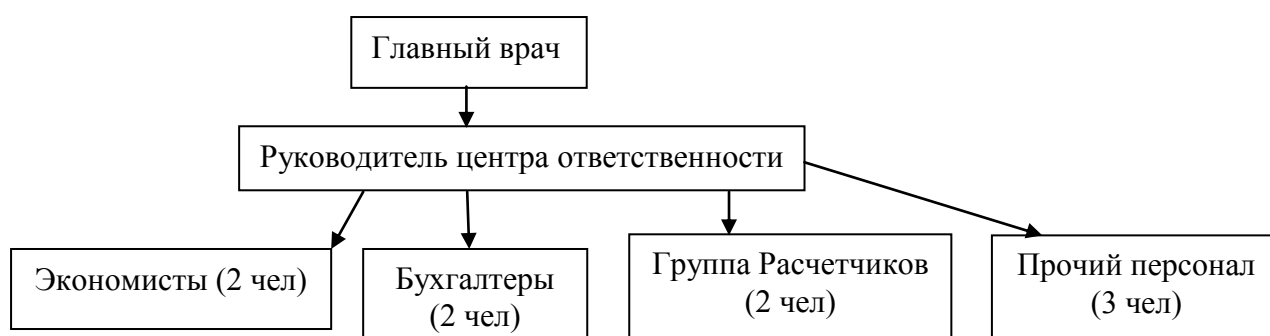 Главный врач
Руководитель центра ответственности
Экономисты (2 чел)
Бухгалтеры
(2 чел)
Группа Расчетчиков
(2 чел)
Прочий персонал
(3 чел)